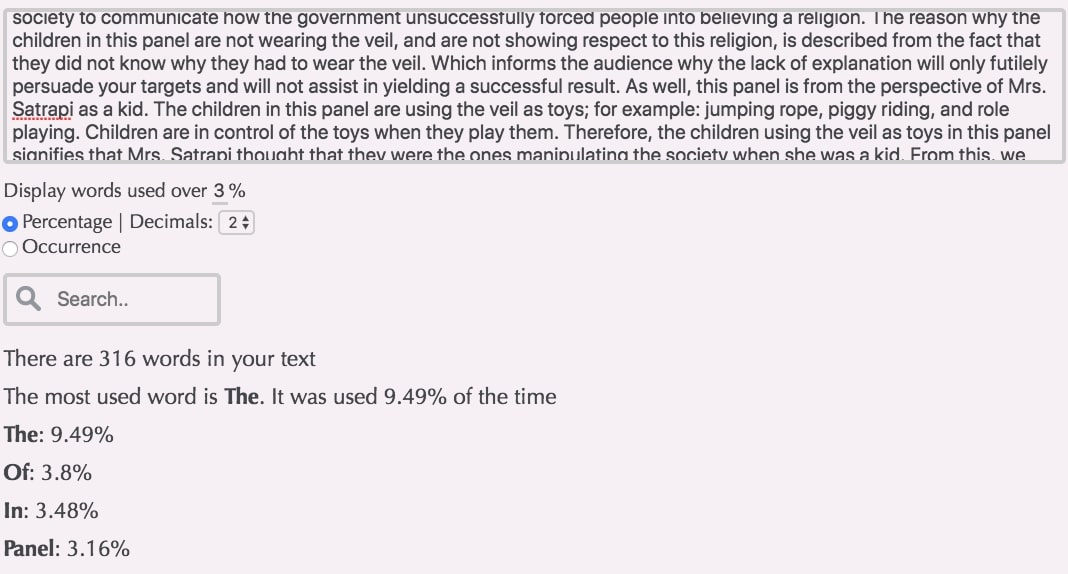 society to communicate how the government unsuccessfully forced people into believing a religion. The reason why the
children in this panel are not wearing the veil, and are not showing respect to this religion, is described from the fact that
they did not know why they had to wear the veil. Which informs the audience why the lack of explanation will only futilely
persuade your targets and will not assist in yielding a successful result. As well, this panel is from the perspective of Mrs.
Satrapi as a kid. The children in this panel are using the veil as toys; for example: jumping rope, piggy riding, and role
playing. Children are in control of the toys when they play them. Therefore, the children using the veil as toys in this panel
signifies that Mrs. Satrapi thought that they were the ones manipulating the society when she was a kid. From this, we
Display words used over 3 %
Percentage | Decimals: 2
Occurrence
Search..
There are 316 words in your text
The most used word is The. It was used 9.49% of the time
The: 9.49%
Of: 3.8%
In: 3.48%
Panel: 3.16%